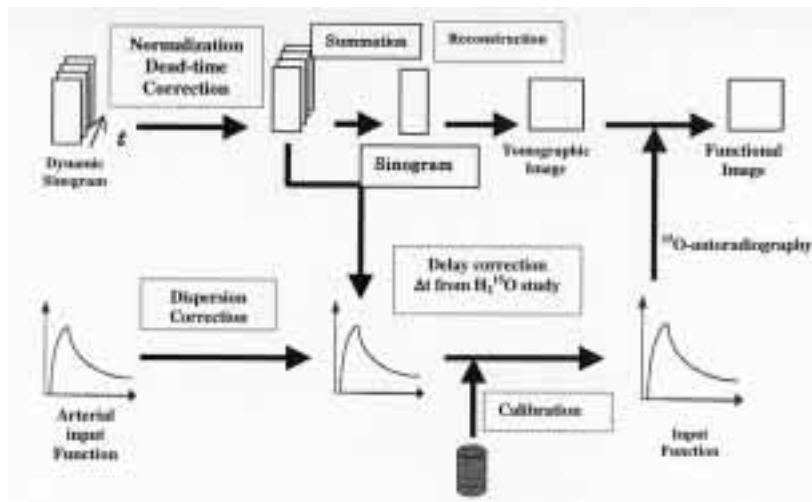 Normalization
Dead-time
Correction
Summation
Reconstruction
t
Dynamic
Sinogram
Sinogram
Tomographic
Image
Functional
Image
¹⁵O-autoradiography
Dispersion
Correction
Delay correction
Δt from H₂¹⁵O study
Calibration
Arterial
input
Function
Input
Function